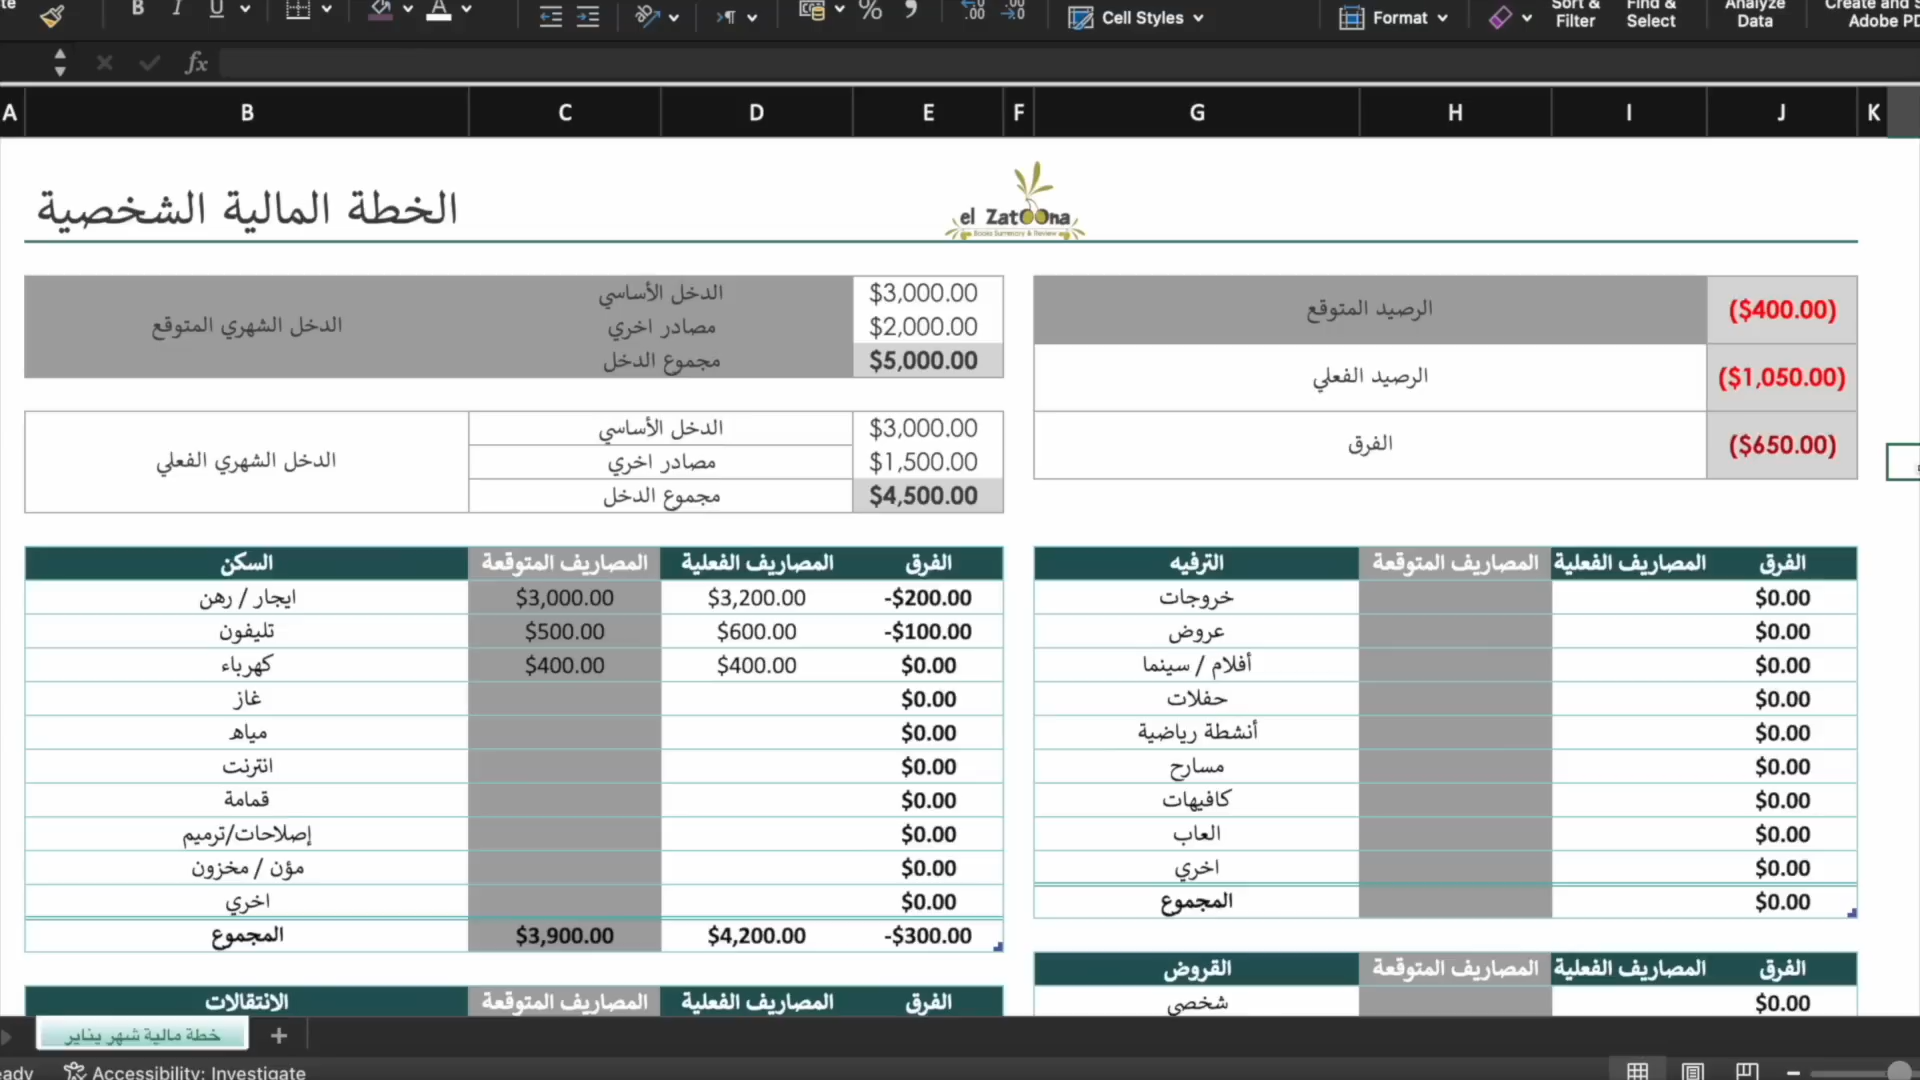 B I U A % Cell Styles Format Sort & Filter Find & Select Analyze Data Create and Adobe PD
fx
A B C D E F G H I J K
الخطة المالية الشخصية
el ZatOOna
Books Summary & Review
الدخل الشهري المتوقع
الدخل الأساسي $3,000.00
مصادر اخري $2,000.00
مجموع الدخل $5,000.00
الرصيد المتوقع ($400.00)
الرصيد الفعلي ($1,050.00)
الفرق ($650.00)
الدخل الشهري الفعلي
الدخل الأساسي $3,000.00
مصادر اخري $1,500.00
مجموع الدخل $4,500.00
السكن المصاريف المتوقعة المصاريف الفعلية الفرق
ايجار / رهن $3,000.00 $3,200.00 -$200.00
تليفون $500.00 $600.00 -$100.00
كهرباء $400.00 $400.00 $0.00
غاز $0.00
مياه $0.00
انترنت $0.00
قمامة $0.00
إصلاحات/ترميم $0.00
مؤن / مخزون $0.00
اخري $0.00
المجموع $3,900.00 $4,200.00 -$300.00
الانتقالات المصاريف المتوقعة المصاريف الفعلية الفرق
الترفيه المصاريف المتوقعة المصاريف الفعلية الفرق
خروجات $0.00
عروض $0.00
أفلام / سينما $0.00
حفلات $0.00
أنشطة رياضية $0.00
مسارح $0.00
كافيهات $0.00
العاب $0.00
اخري $0.00
المجموع $0.00
القروض المصاريف المتوقعة المصاريف الفعلية الفرق
شخصي $0.00
خطة مالية شهر يناير
Accessibility: Investigate